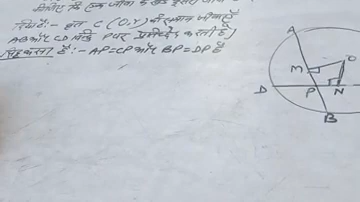 दिया है:- वृत्त C (O, r) की समान जीवाएँ
AB और CD बिंदु P पर प्रतिच्छेद करती हैं।
सिद्ध करना है:- AP=CP और BP=DP है
A
M
O
D
P
N
B